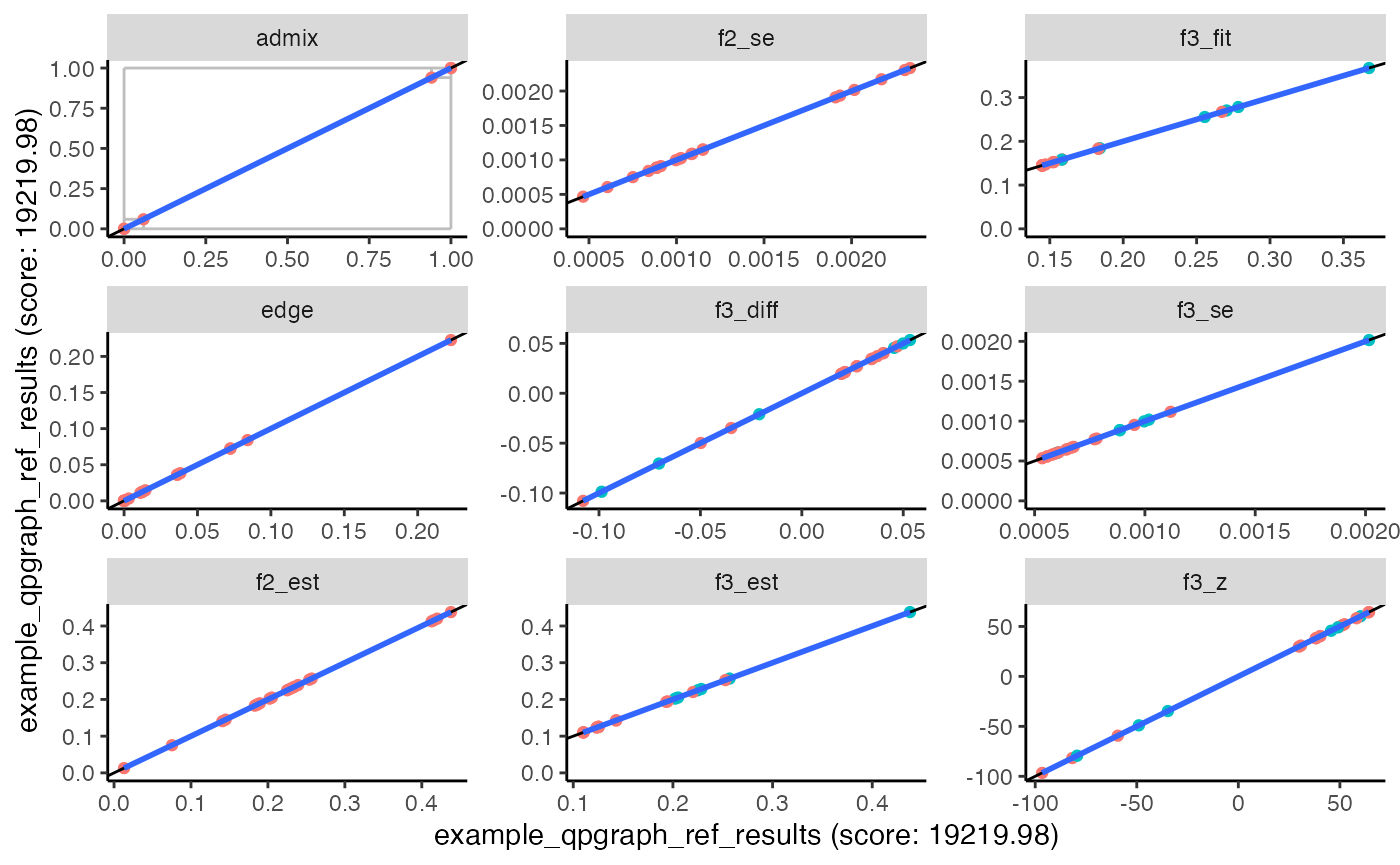 admix
f2_se
f3_fit
1.00
0.75
0.50
0.25
0.00
0.00 0.25 0.50 0.75 1.00
0.0020
0.0015
0.0010
0.0005
0.0000
0.0005 0.0010 0.0015 0.0020
0.3
0.2
0.1
0.0
0.15 0.20 0.25 0.30 0.35
edge
f3_diff
f3_se
0.20
0.15
0.10
0.05
0.00
0.00 0.05 0.10 0.15 0.20
0.05
0.00
-0.05
-0.10
-0.10 -0.05 0.00 0.05
0.0020
0.0015
0.0010
0.0005
0.0000
0.0005 0.0010 0.0015 0.0020
f2_est
f3_est
f3_z
0.4
0.3
0.2
0.1
0.0
0.0 0.1 0.2 0.3 0.4
0.4
0.3
0.2
0.1
0.0
0.1 0.2 0.3 0.4
50
0
-50
-100
-100 -50 0 50
example_qpgraph_ref_results (score: 19219.98)
example_qpgraph_ref_results (score: 19219.98)